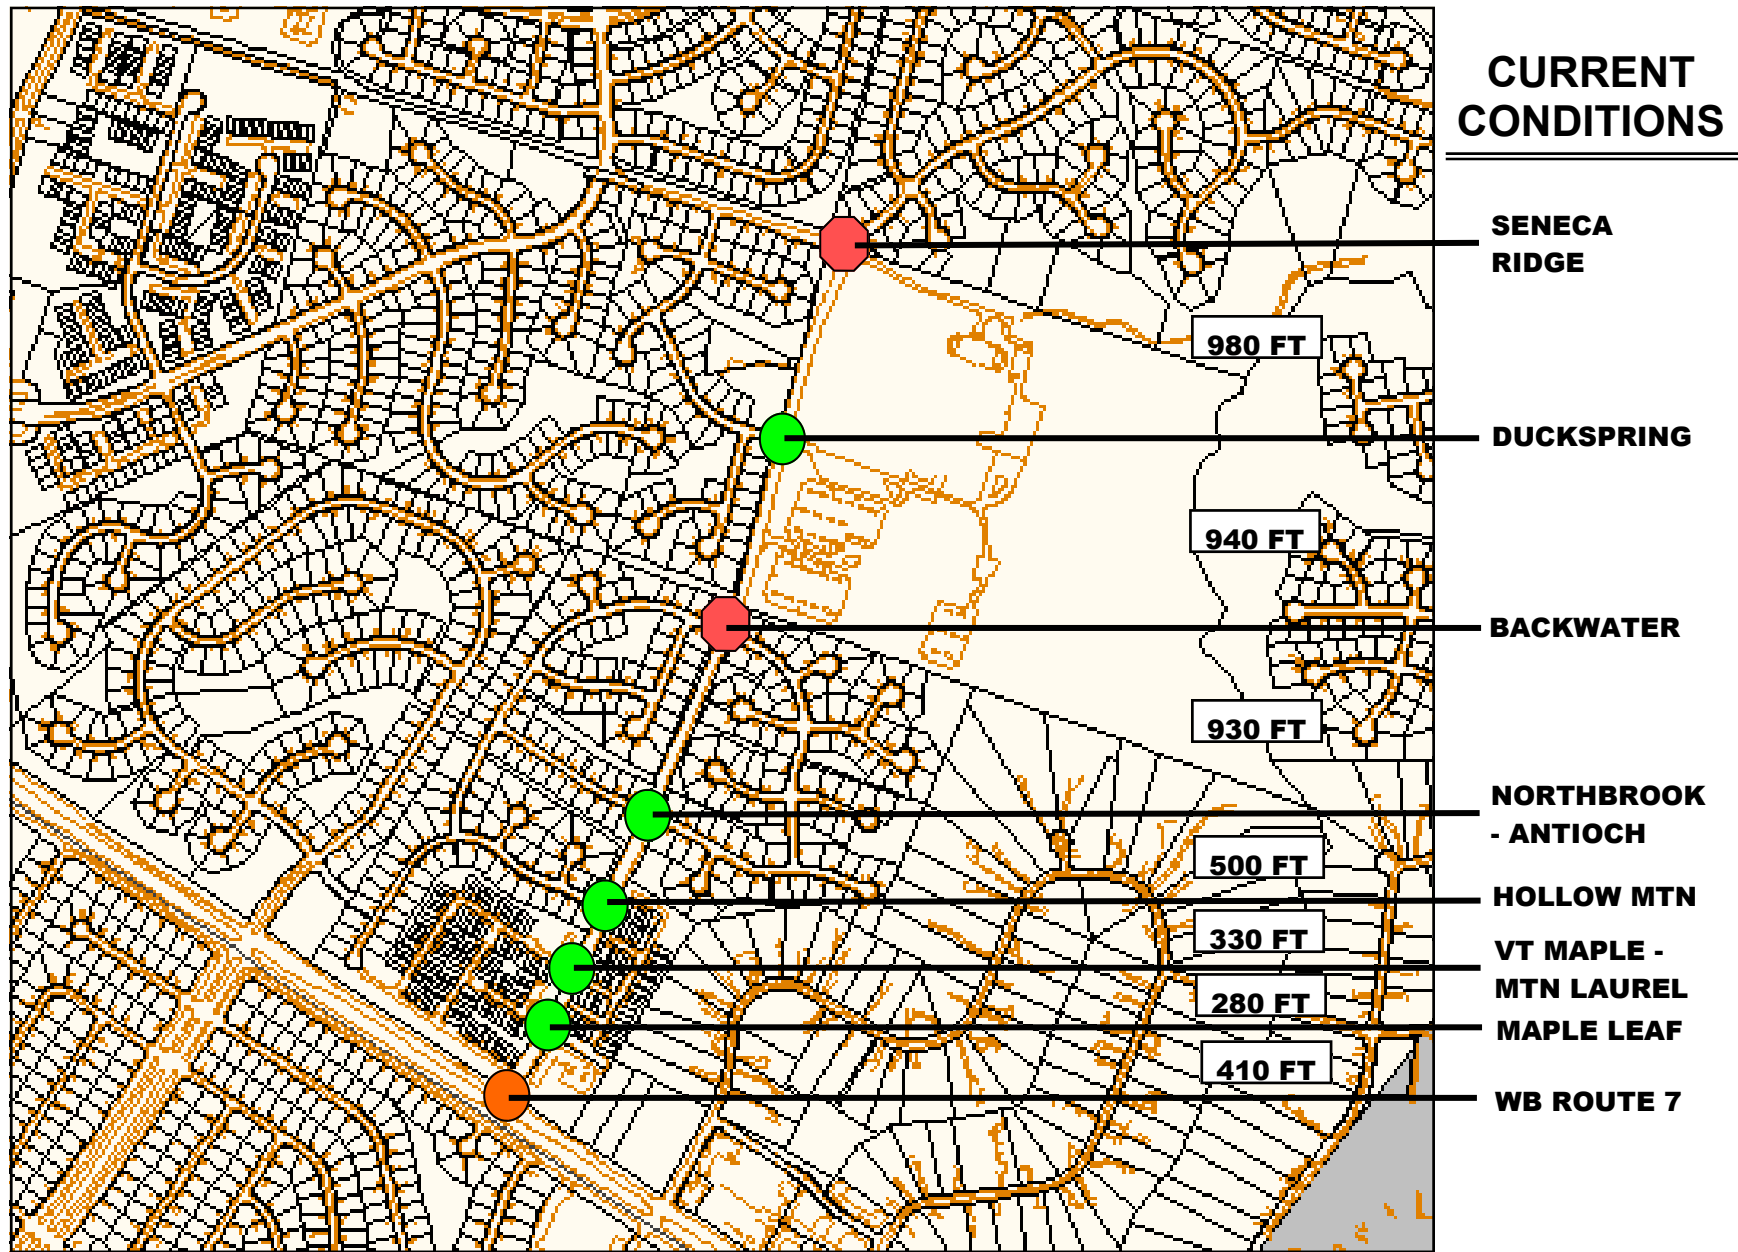 CURRENT
CONDITIONS
SENECA
RIDGE
980 FT
DUCKSPRING
940 FT
BACKWATER
930 FT
NORTHBROOK
- ANTIOCH
500 FT
HOLLOW MTN
330 FT
VT MAPLE -
MTN LAUREL
280 FT
MAPLE LEAF
410 FT
WB ROUTE 7